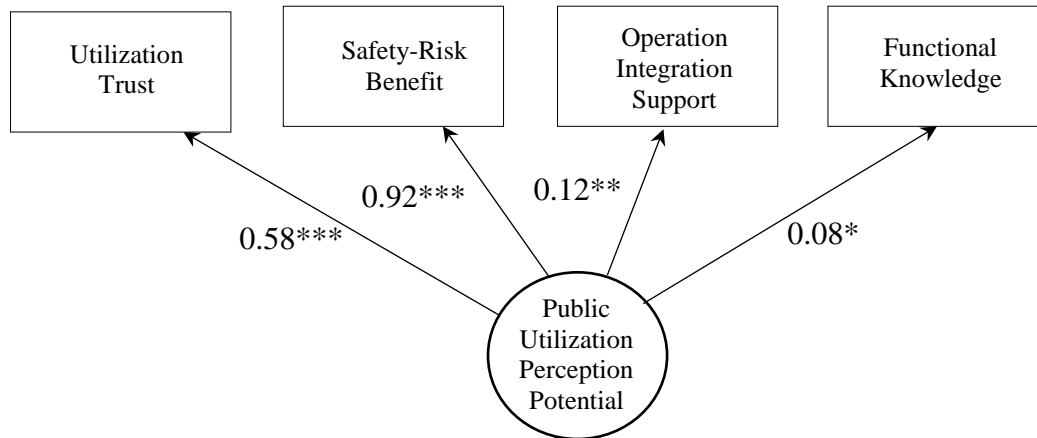 Utilization
Trust
Safety-Risk
Benefit
Operation
Integration
Support
Functional
Knowledge
0.58***
0.92***
0.12**
0.08*
Public
Utilization
Perception
Potential